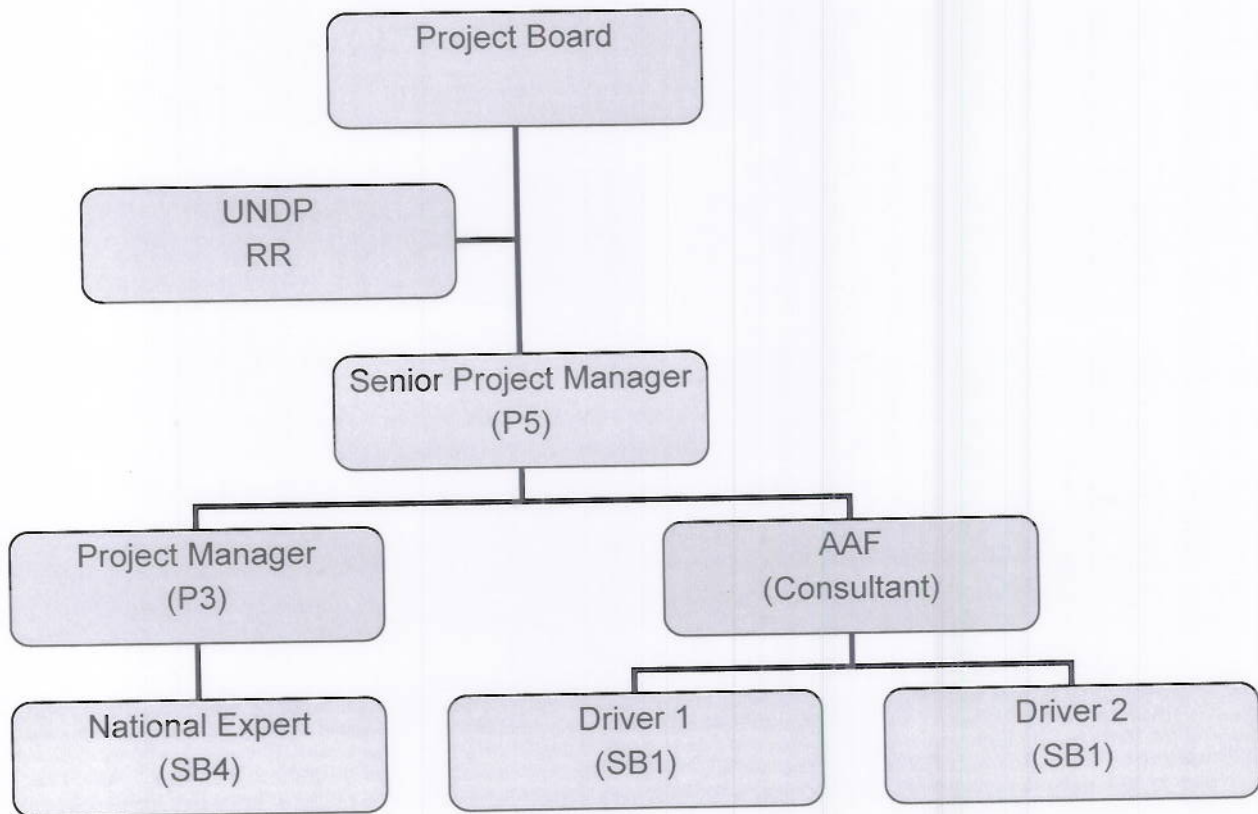 Project Board
UNDP
RR
Senior Project Manager
(P5)
Project Manager
(P3)
AAF
(Consultant)
National Expert
(SB4)
Driver 1
(SB1)
Driver 2
(SB1)